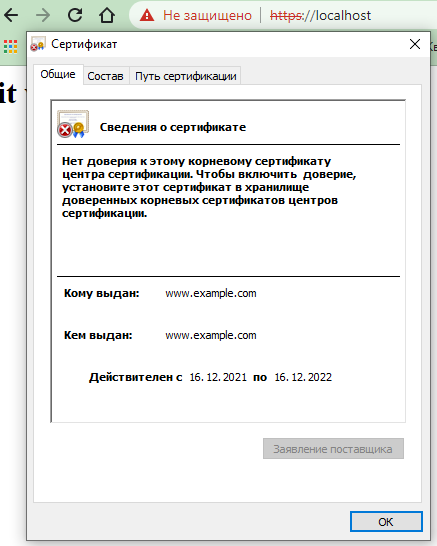 Не защищено
https://localhost
Сертификат
Общие
Состав
Путь сертификации
Сведения о сертификате
Нет доверия к этому корневому сертификату
центра сертификации. Чтобы включить доверие,
установите этот сертификат в хранилище
доверенных корневых сертификатов центров
сертификации.
Кому выдан: www.example.com
Кем выдан: www.example.com
Действителен с 16.12.2021 по 16.12.2022
Заявление поставщика
ОК
it